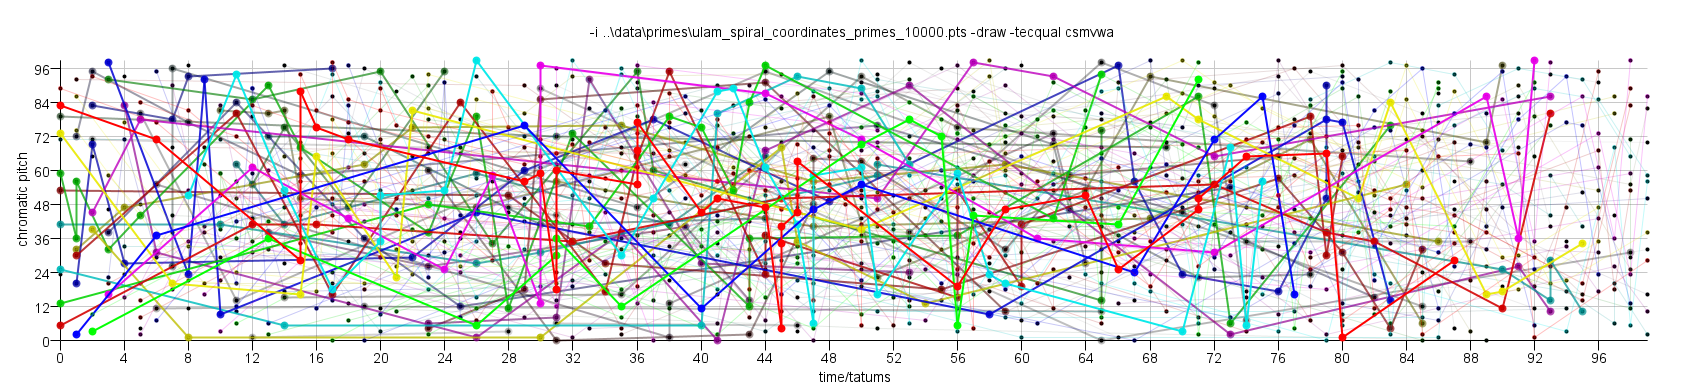 -i ..\data\primes\ulam_spiral_coordinates_primes_10000.pts -draw -tecqual csmvwa
chromatic pitch
96
84
72
60
48
36
24
12
0
0 4 8 12 16 20 24 28 32 36 40 44 48 52 56 60 64 68 72 76 80 84 88 92 96
time/tatums